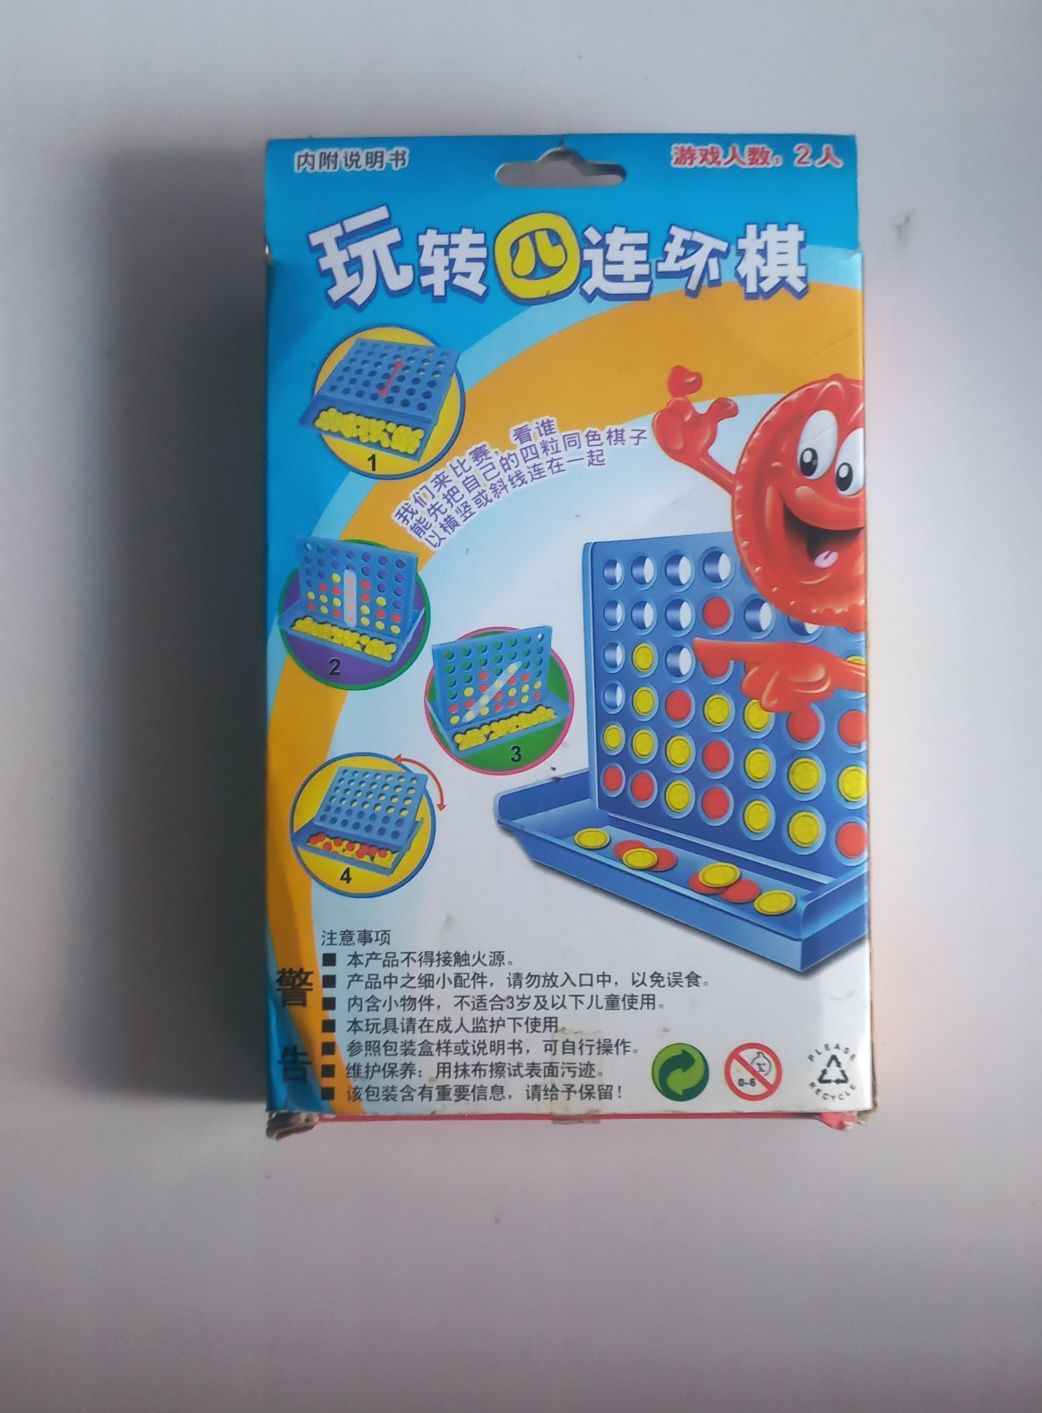 内附说明书
游戏人数：2人
玩转四连环棋
1
我们来比赛，看谁
能先把自己的四粒同色棋子
以横竖或斜线连在一起
2
3
4
注意事项
警告
■ 本产品不得接触火源。
■ 产品中之细小配件，请勿放入口中，以免误食。
■ 内含小物件，不适合3岁及以下儿童使用。
■ 本玩具请在成人监护下使用。
■ 参照包装盒样或说明书，可自行操作。
■ 维护保养：用抹布擦试表面污迹。
■ 该包装含有重要信息，请给予保留！
0-6
PLEASE
RECYCLE